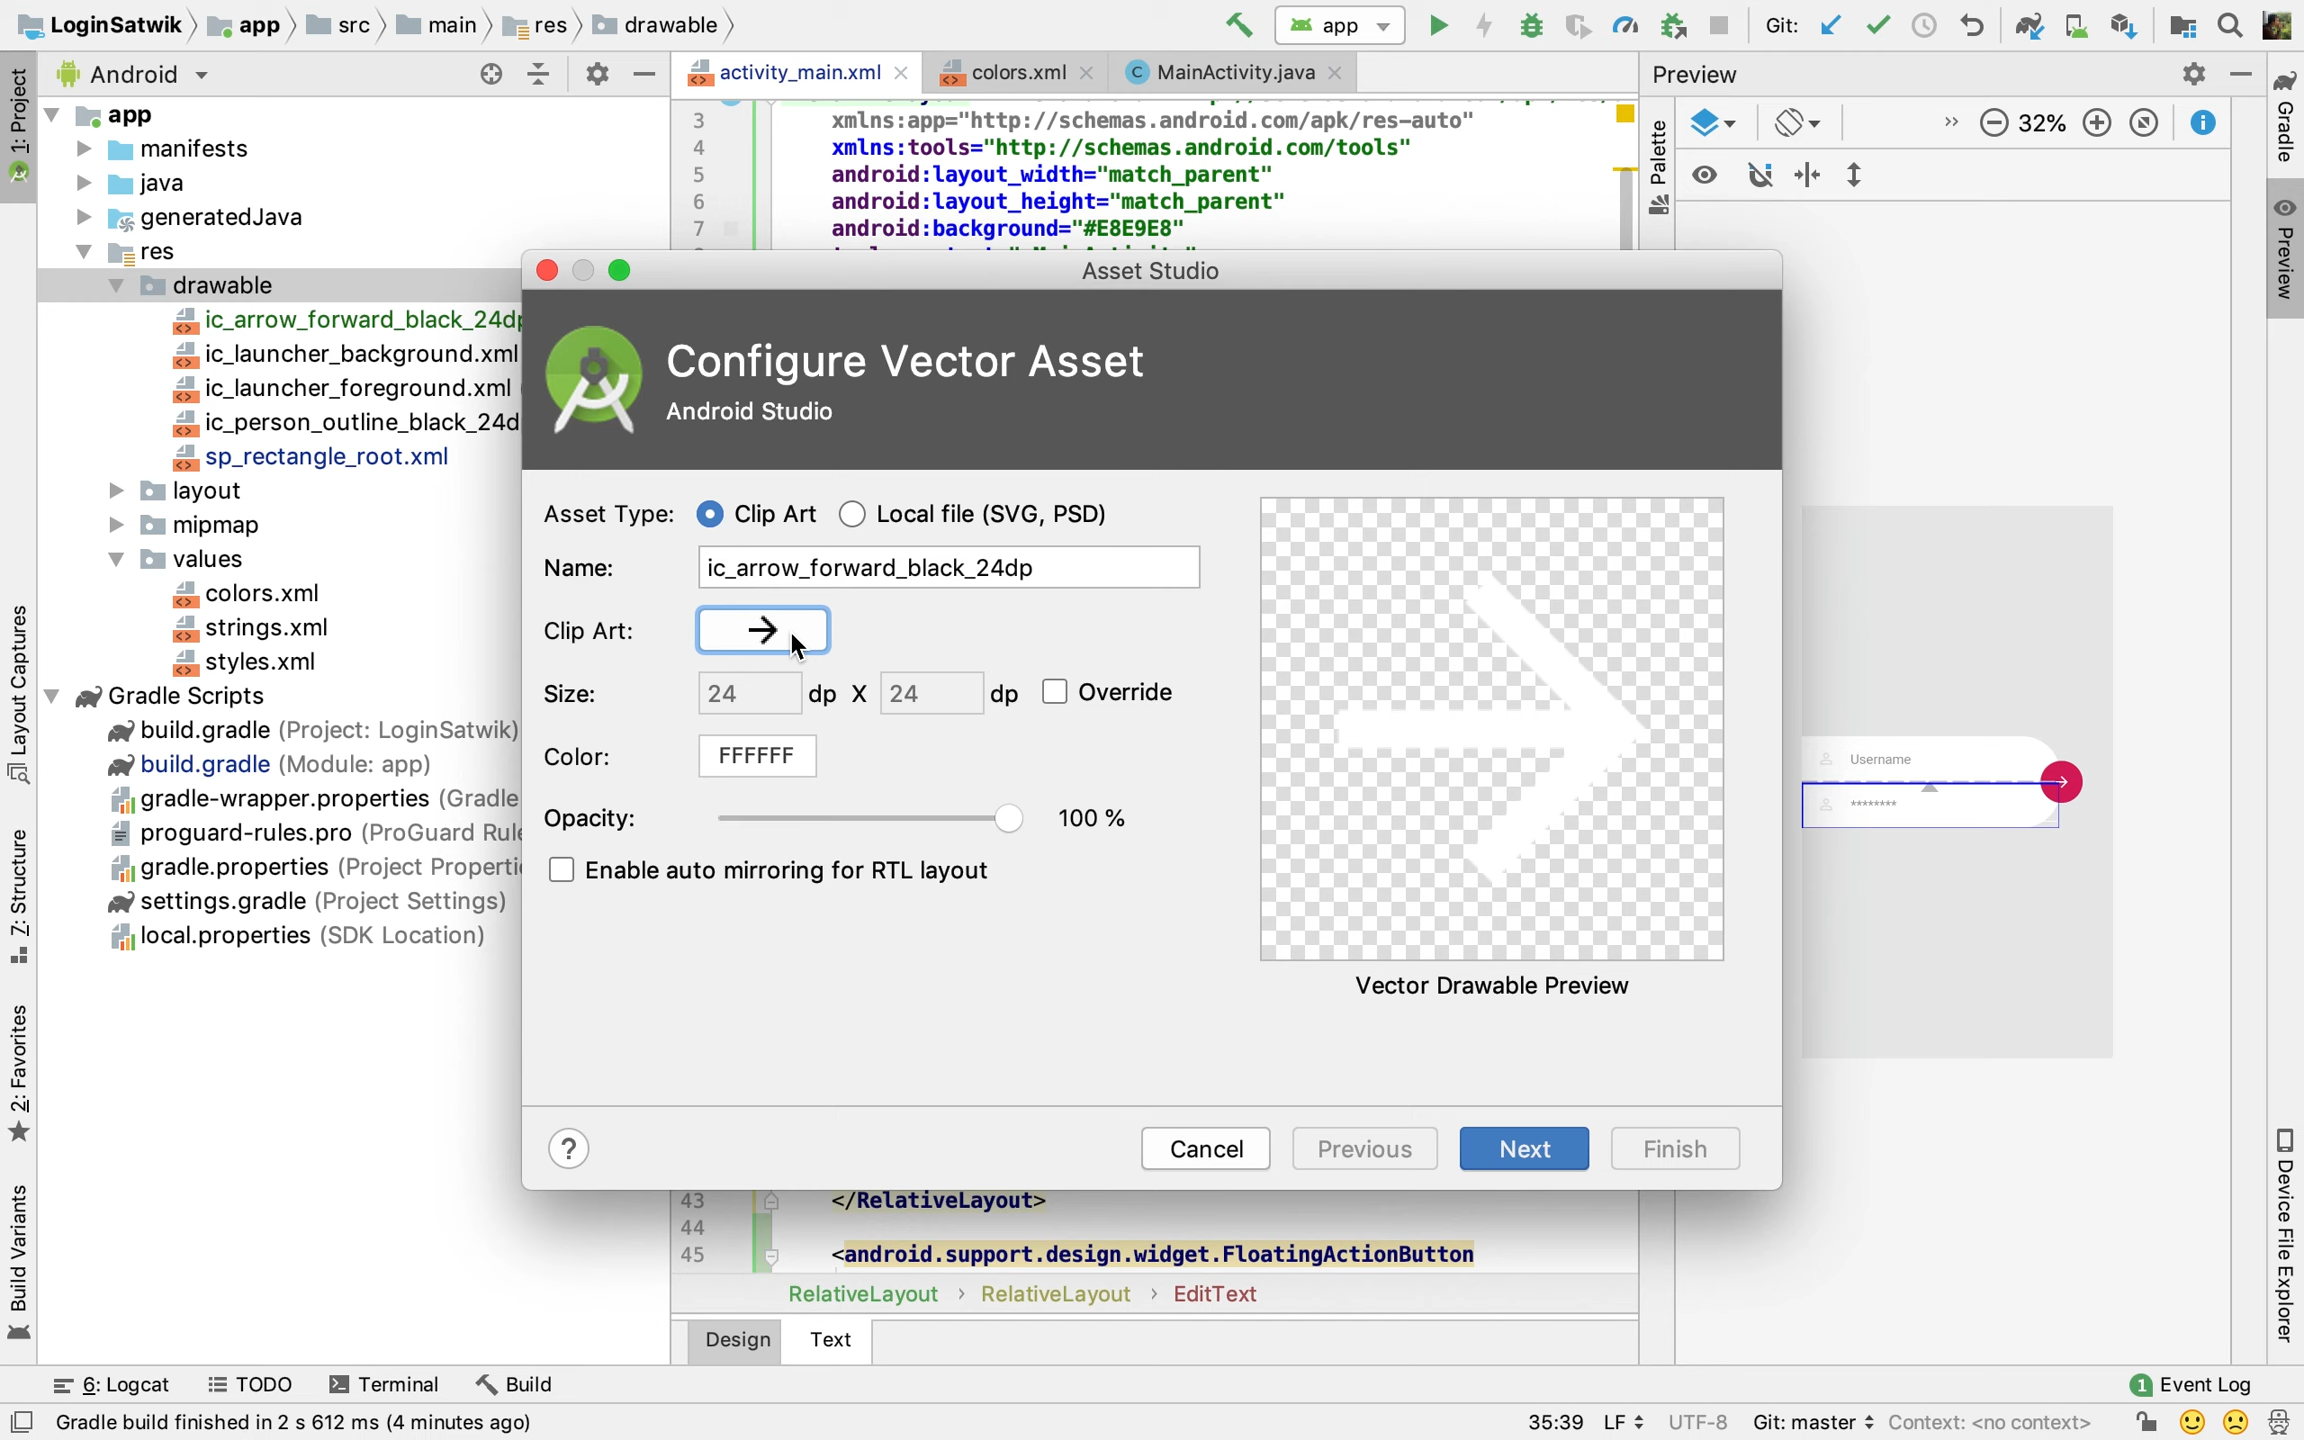 LoginSatwik app src main res drawable
app
Git:
1: Project
Layout Captures
Z: Structure
2: Favorites
Build Variants
Android
app
manifests
java
generatedJava
res
drawable
ic_arrow_forward_black_24dp
ic_launcher_background.xml
ic_launcher_foreground.xml
ic_person_outline_black_24d
sp_rectangle_root.xml
layout
mipmap
values
colors.xml
strings.xml
styles.xml
Gradle Scripts
build.gradle (Project: LoginSatwik)
build.gradle (Module: app)
gradle-wrapper.properties (Gradle
proguard-rules.pro (ProGuard Rule
gradle.properties (Project Properti
settings.gradle (Project Settings)
local.properties (SDK Location)
activity_main.xml colors.xml C MainActivity.java
3 xmlns:app="http://schemas.android.com/apk/res-auto"
4 xmlns:tools="http://schemas.android.com/tools"
5 android:layout_width="match_parent"
6 android:layout_height="match_parent"
7 android:background="#E8E9E8"
Asset Studio
Configure Vector Asset
Android Studio
Asset Type: Clip Art Local file (SVG, PSD)
Name: ic_arrow_forward_black_24dp
Clip Art:
Size: 24 dp X 24 dp Override
Color: FFFFFF
Opacity: 100 %
Enable auto mirroring for RTL layout
Vector Drawable Preview
? Cancel Previous Next Finish
43 </RelativeLayout>
44
45 <android.support.design.widget.FloatingActionButton
RelativeLayout › RelativeLayout › EditText
Design Text
Preview
Palette
32%
Username
********
Gradle
Preview
Device File Explorer
6: Logcat TODO Terminal Build
1 Event Log
Gradle build finished in 2 s 612 ms (4 minutes ago)
35:39 LF UTF-8 Git: master Context: <no context>